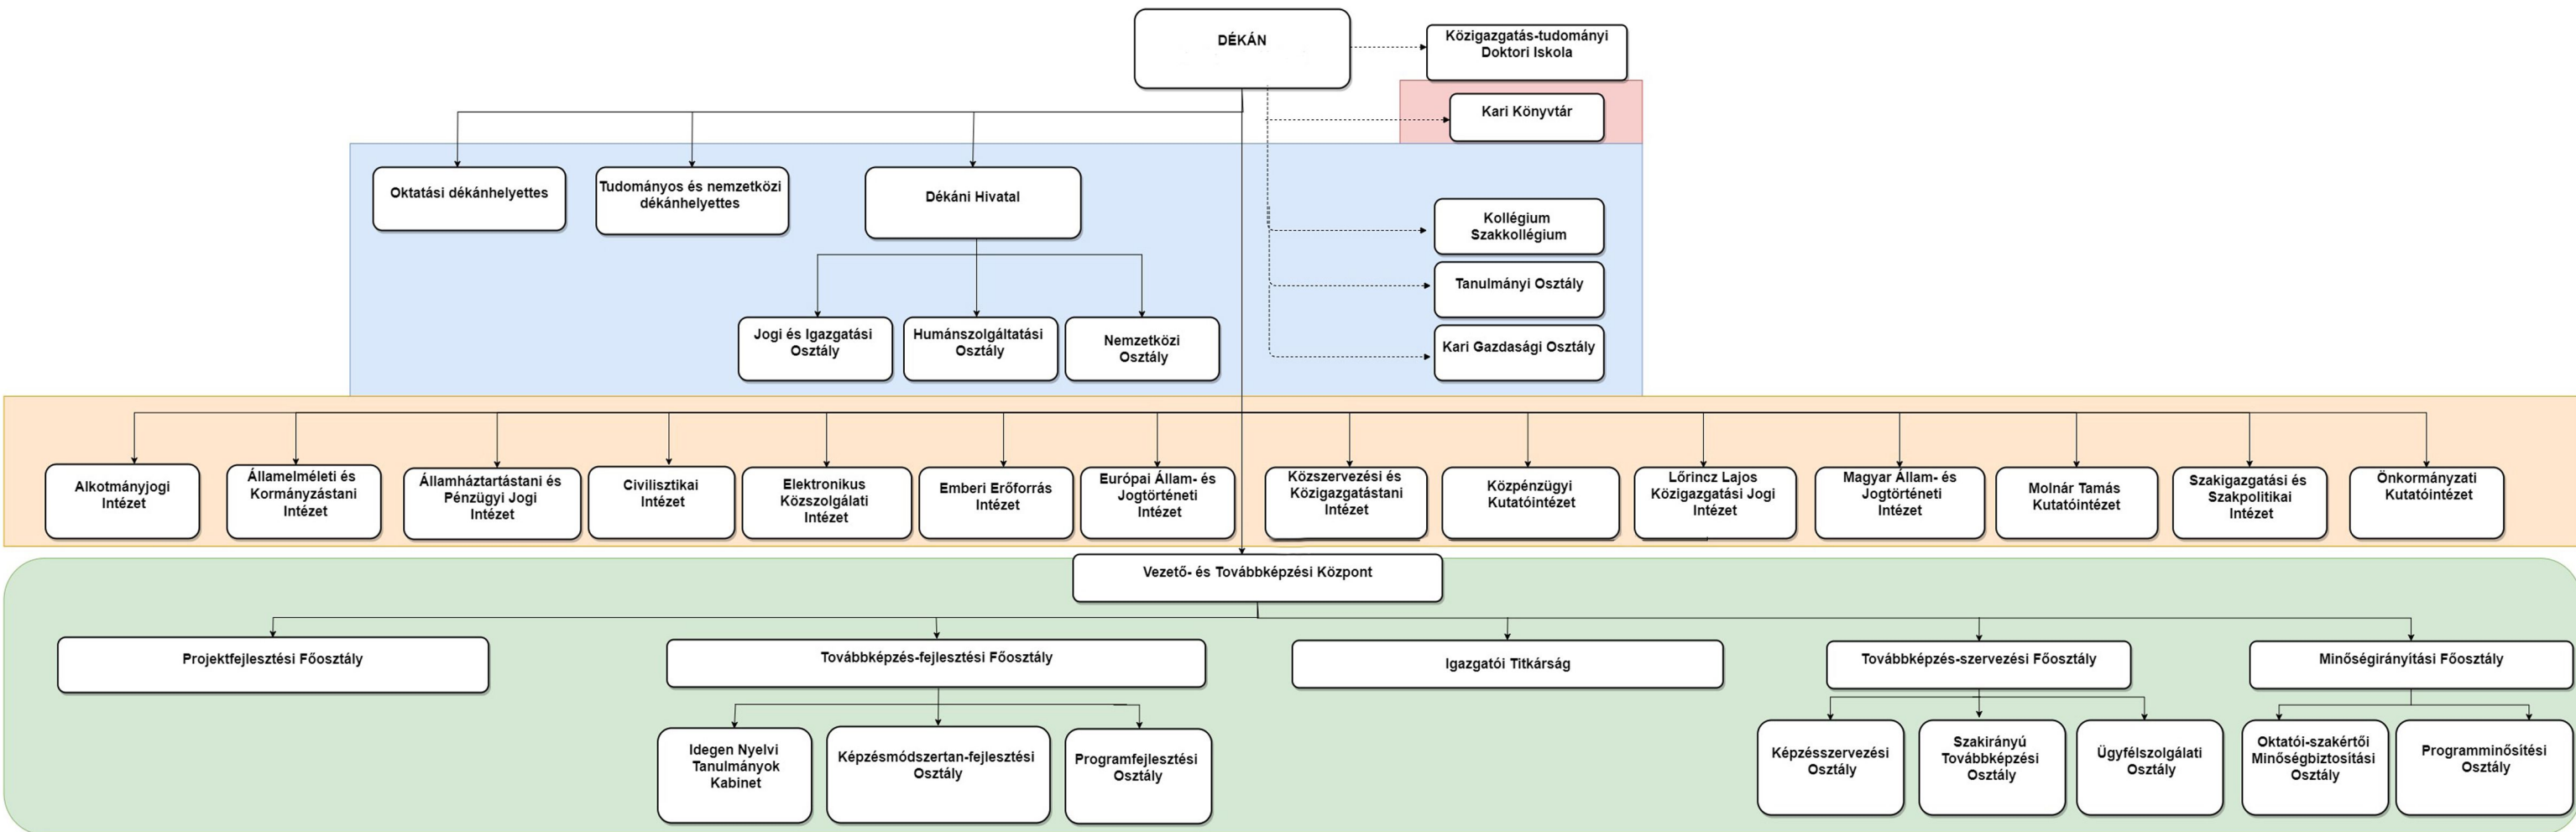 DÉKÁN
Közigazgatás-tudományi
Doktori Iskola
Kari Könyvtár
Oktatási dékánhelyettes
Tudományos és nemzetközi
dékánhelyettes
Dékáni Hivatal
Kollégium
Szakkollégium
Tanulmányi Osztály
Kari Gazdasági Osztály
Jogi és Igazgatási
Osztály
Humánszolgáltatási
Osztály
Nemzetközi
Osztály
Alkotmányjogi
Intézet
Államelméleti és
Kormányzástani
Intézet
Államháztartástani és
Pénzügyi Jogi
Intézet
Civilisztikai
Intézet
Elektronikus
Közszolgálati
Intézet
Emberi Erőforrás
Intézet
Európai Állam- és
Jogtörténeti
Intézet
Közszervezési és
Közigazgatástani
Intézet
Közpénzügyi
Kutatóintézet
Lőrincz Lajos
Közigazgatási Jogi
Intézet
Magyar Állam- és
Jogtörténeti
Intézet
Molnár Tamás
Kutatóintézet
Szakigazgatási és
Szakpolitikai
Intézet
Önkormányzati
Kutatóintézet
Vezető- és Továbbképzési Központ
Projektfejlesztési Főosztály
Továbbképzés-fejlesztési Főosztály
Igazgatói Titkárság
Továbbképzés-szervezési Főosztály
Minőségirányítási Főosztály
Idegen Nyelvi
Tanulmányok
Kabinet
Képzésmódszertan-fejlesztési
Osztály
Programfejlesztési
Osztály
Képzésszervezési
Osztály
Szakirányú
Továbbképzési
Osztály
Ügyfélszolgálati
Osztály
Oktatói-szakértői
Minőségbiztosítási
Osztály
Programminősítési
Osztály